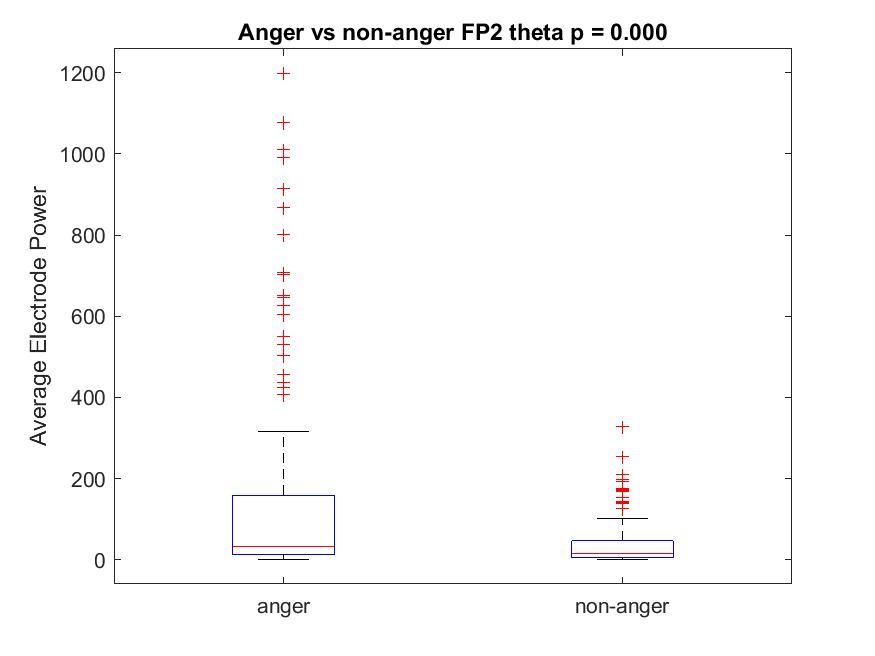 Anger vs non-anger FP2 theta p = 0.000
1200
1000
800
600
400
200
0
Average Electrode Power
anger
non-anger